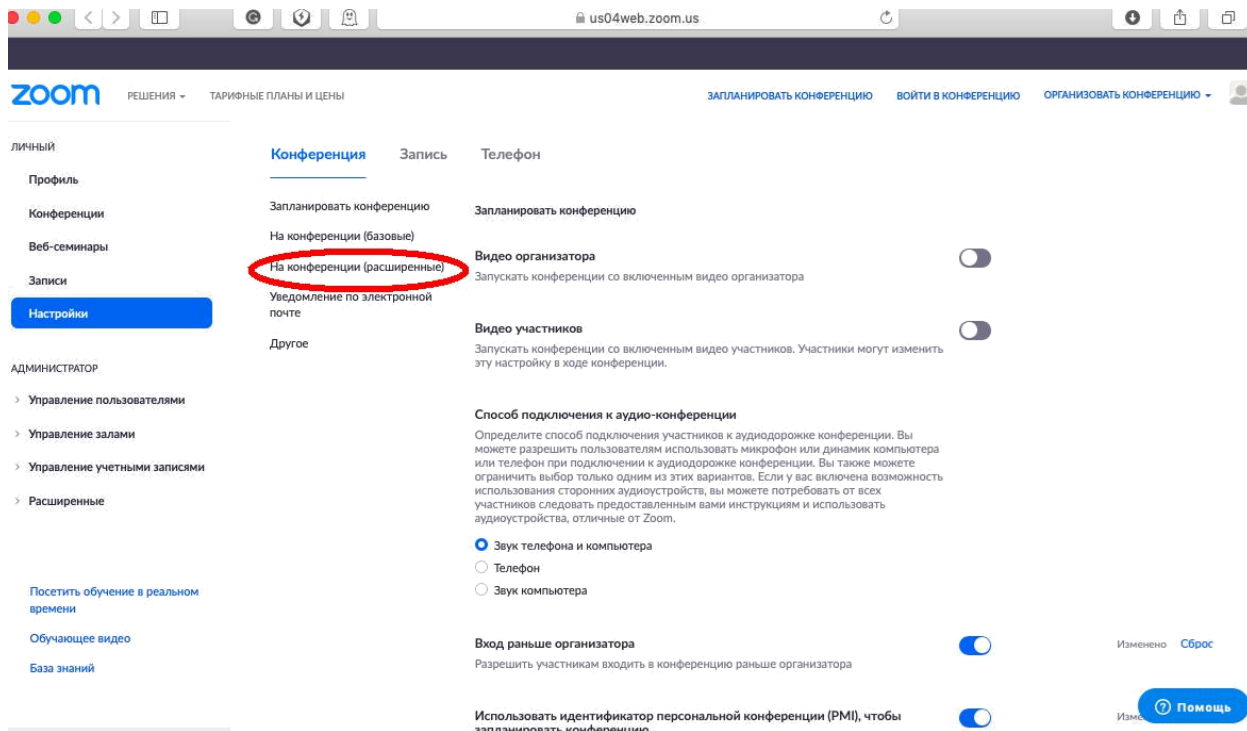 us04web.zoom.us
zoom
РЕШЕНИЯ
ТАРИФНЫЕ ПЛАНЫ И ЦЕНЫ
ЗАПЛАНИРОВАТЬ КОНФЕРЕНЦИЮ
ВОЙТИ В КОНФЕРЕНЦИЮ
ОРГАНИЗОВАТЬ КОНФЕРЕНЦИЮ
ЛИЧНЫЙ
Профиль
Конференции
Веб-семинары
Записи
Настройки
АДМИНИСТРАТОР
Управление пользователями
Управление залами
Управление учетными записями
Расширенные
Посетить обучение в реальном
времени
Обучающее видео
База знаний
Конференция
Запись
Телефон
Запланировать конференцию
На конференции (базовые)
На конференции (расширенные)
Уведомление по электронной
почте
Другое
Запланировать конференцию
Видео организатора
Запускать конференции со включенным видео организатора
Видео участников
Запускать конференции со включенным видео участников. Участники могут изменить
эту настройку в ходе конференции.
Способ подключения к аудио-конференции
Определите способ подключения участников к аудиодорожке конференции. Вы
можете разрешить пользователям использовать микрофон или динамик компьютера
или телефон при подключении к аудиодорожке конференции. Вы также можете
ограничить выбор только одним из этих вариантов. Если у вас включена возможность
использования сторонних аудиоустройств, вы можете потребовать от всех
участников следовать предоставленным вами инструкциям и использовать
аудиоустройства, отличные от Zoom.
Звук телефона и компьютера
Телефон
Звук компьютера
Вход раньше организатора
Разрешить участникам входить в конференцию раньше организатора
Изменено Сброс
Использовать идентификатор персональной конференции (PMI), чтобы
запланировать конференцию
Изме
Помощь